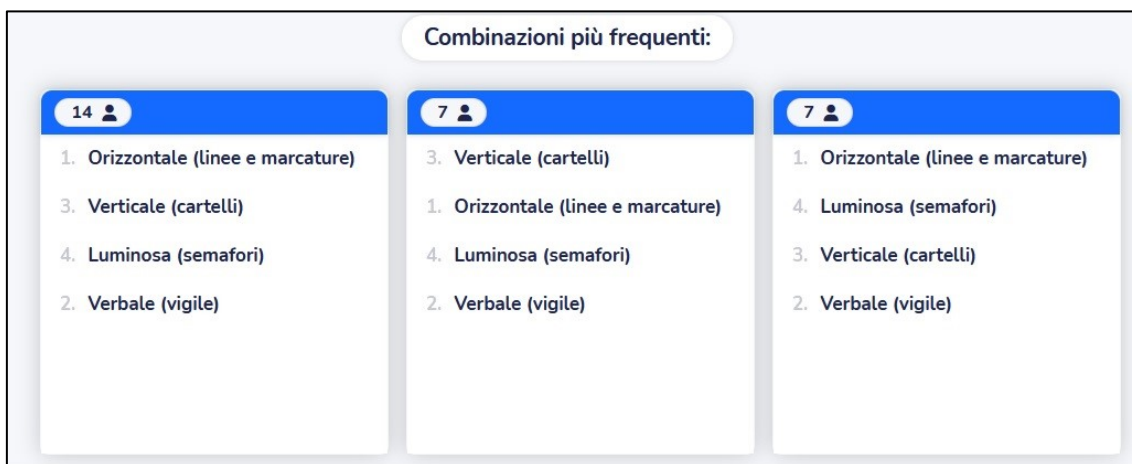 Combinazioni più frequenti:
14
1. Orizzontale (linee e marcature)
3. Verticale (cartelli)
4. Luminosa (semafori)
2. Verbale (vigile)
7
3. Verticale (cartelli)
1. Orizzontale (linee e marcature)
4. Luminosa (semafori)
2. Verbale (vigile)
7
1. Orizzontale (linee e marcature)
4. Luminosa (semafori)
3. Verticale (cartelli)
2. Verbale (vigile)